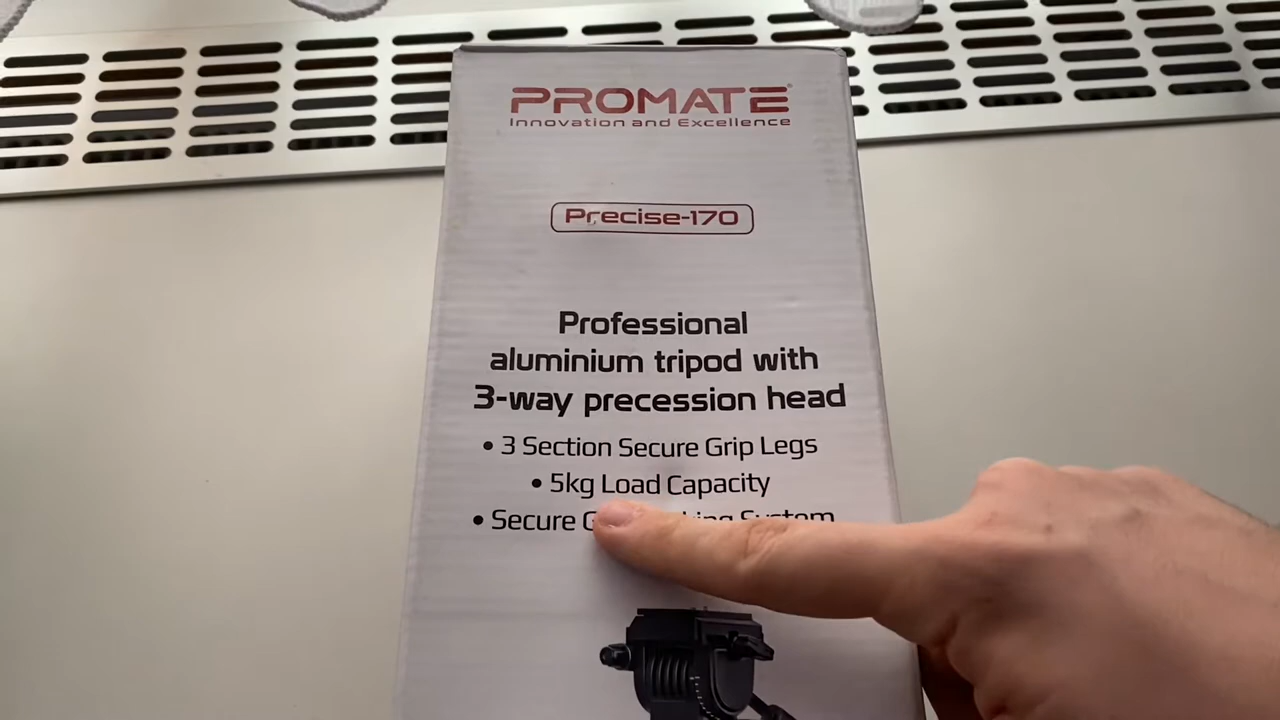 PROMATE®
Innovation and Excellence
Precise-170
Professional
aluminium tripod with
3-way precession head
• 3 Section Secure Grip Legs
• 5kg Load Capacity
• Secure System